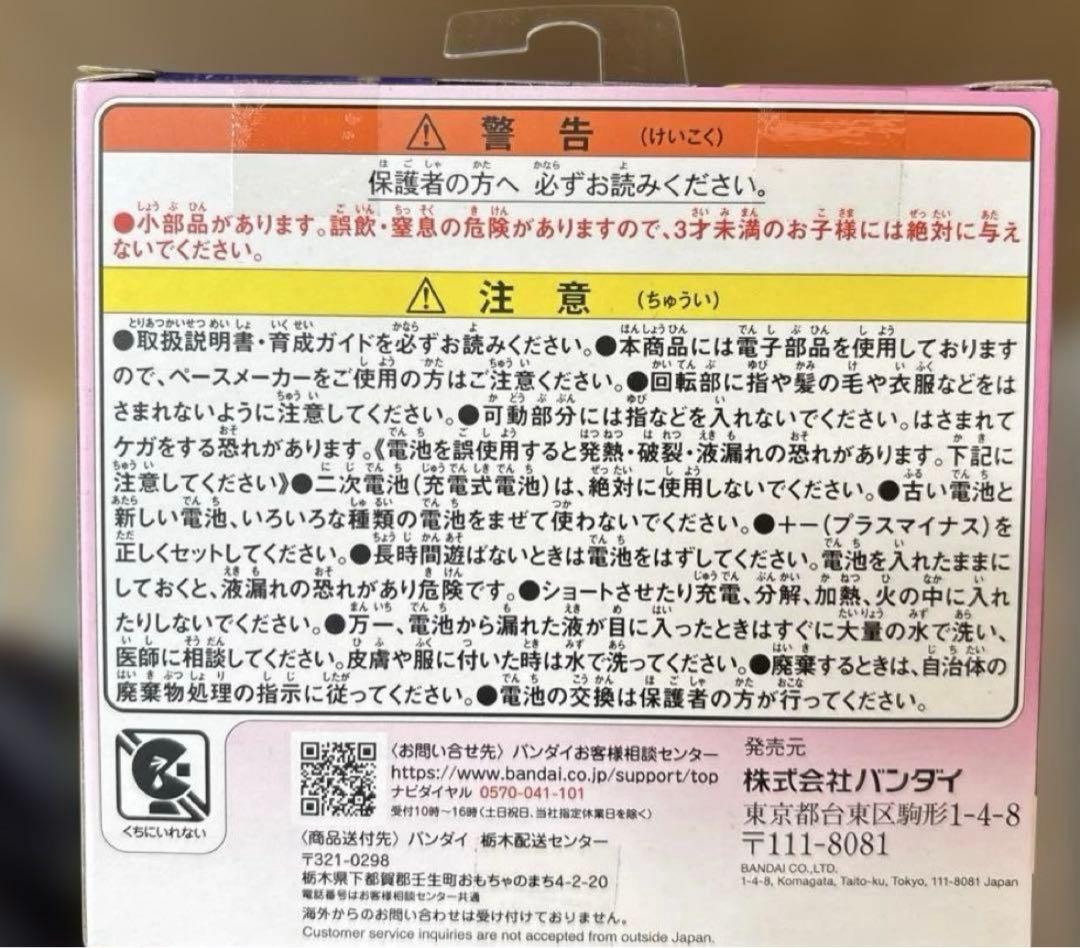 ⚠ 警告 (けいこく)
保護者の方へ 必ずお読みください。
●小部品があります。誤飲・窒息の危険がありますので、3才未満のお子様には絶対に与え
ないでください。
⚠ 注意 (ちゅうい)
●取扱説明書・育成ガイドを必ずお読みください。●本商品には電子部品を使用しております
ので、ペースメーカーをご使用の方はご注意ください。●回転部に指や髪の毛や衣服などをは
さまれないように注意してください。●可動部分には指などを入れないでください。はさまれて
ケガをする恐れがあります。《電池を誤使用すると発熱・破裂・液漏れの恐れがあります。下記に
注意してください》●二次電池(充電式電池)は、絶対に使用しないでください。●古い電池と
新しい電池、いろいろな種類の電池をまぜて使わないでください。●+−(プラスマイナス)を
正しくセットしてください。●長時間遊ばないときは電池をはずしてください。電池を入れたままに
しておくと、液漏れの恐れがあり危険です。●ショートさせたり充電、分解、加熱、火の中に入れ
たりしないでください。●万一、電池から漏れた液が目に入ったときはすぐに大量の水で洗い、
医師に相談してください。皮膚や服に付いた時は水で洗ってください。●廃棄するときは、自治体の
廃棄物処理の指示に従ってください。●電池の交換は保護者の方が行ってください。
くちにいれない
〈お問い合せ先〉バンダイお客様相談センター
https://www.bandai.co.jp/support/top
ナビダイヤル 0570-041-101
受付10時〜16時〈土日祝日、当社指定休業日を除く〉
〈商品送付先〉バンダイ 栃木配送センター
〒321-0298
栃木県下都賀郡壬生町おもちゃのまち4-2-20
電話番号はお客様相談センター共通
海外からのお問い合わせは受け付けておりません。
Customer service inquiries are not accepted from outside Japan.
発売元
株式会社バンダイ
東京都台東区駒形1-4-8
〒111-8081
BANDAI CO.,LTD.
1-4-8, Komagata, Taito-ku, Tokyo, 111-8081 Japan